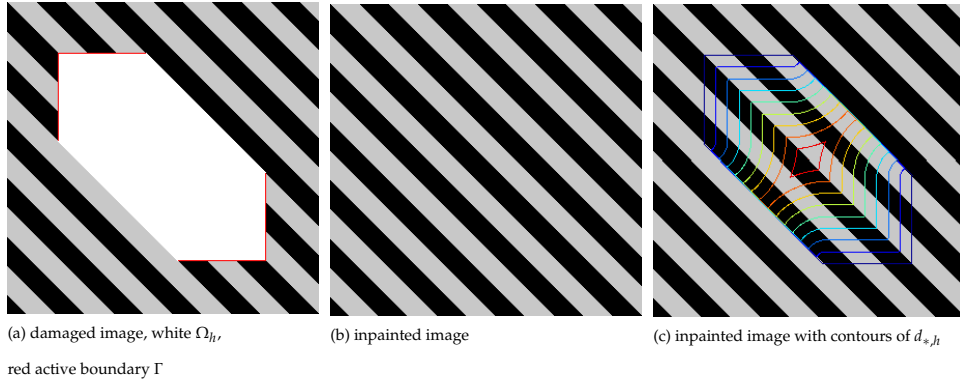 (a) damaged image, white Ωₕ,
red active boundary Γ
(b) inpainted image
(c) inpainted image with contours of d∗,ₕ